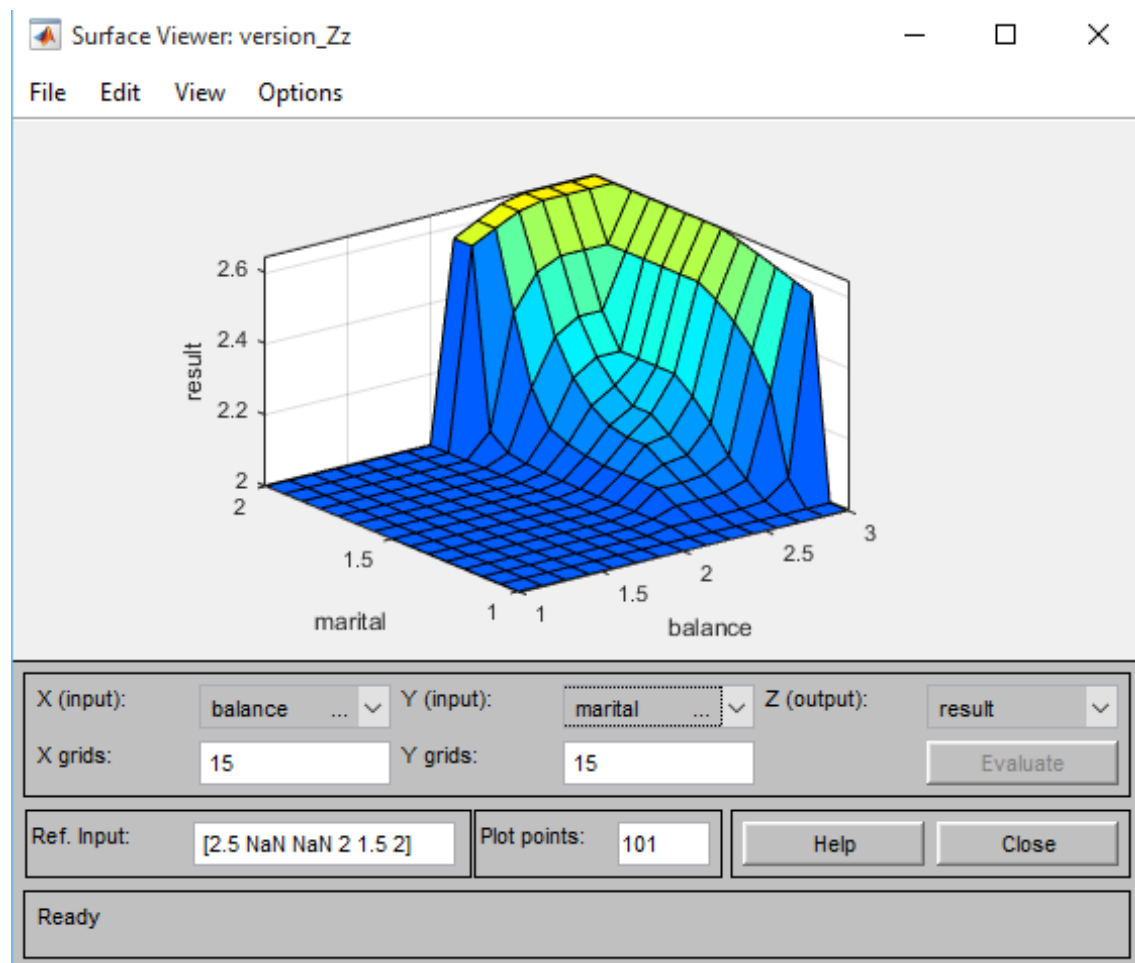 Surface Viewer: version_Zz
File Edit View Options
2.6
2.4
2.2
2
result
2
1.5
1
marital
1
1.5
2
2.5
3
balance
X (input): balance ... Y (input): marital ... Z (output): result
X grids: 15 Y grids: 15 Evaluate
Ref. Input: [2.5 NaN NaN 2 1.5 2] Plot points: 101 Help Close
Ready